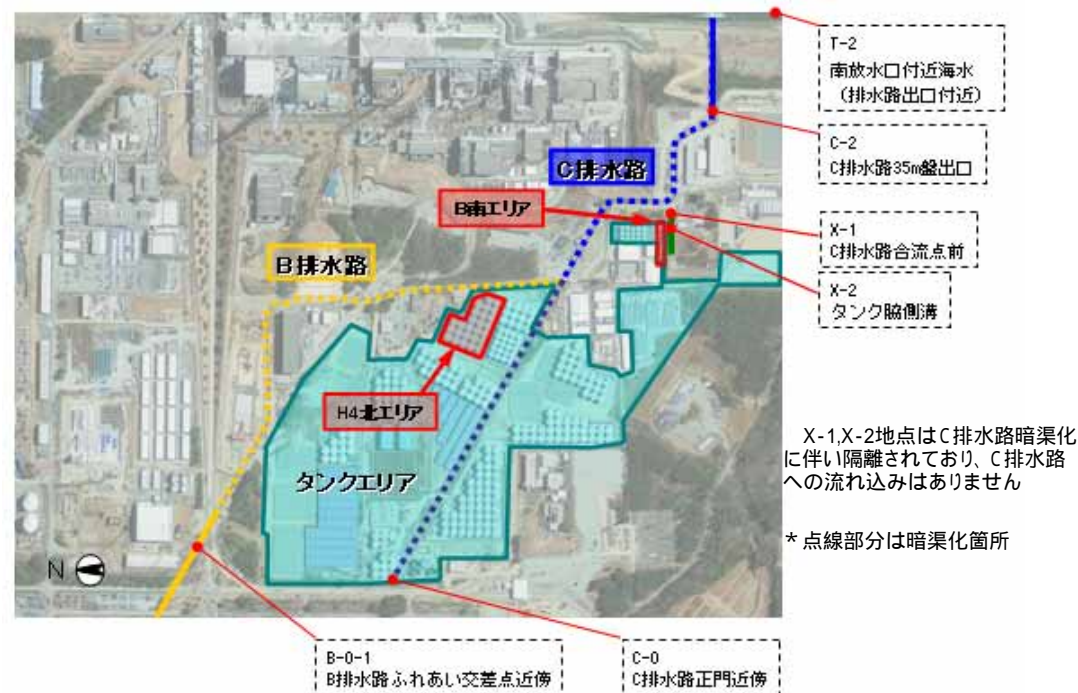 T-2
南放水口付近海水
（排水路出口付近）
C-2
C排水路35m盤出口
C排水路
B南エリア
X-1
C排水路合流点前
B排水路
X-2
タンク脇側溝
H4北エリア
X-1,X-2地点はC排水路暗渠化
に伴い隔離されており、C排水路
への流れ込みはありません
タンクエリア
＊点線部分は暗渠化箇所
N
B-0-1
B排水路ふれあい交差点近傍
C-0
C排水路正門近傍